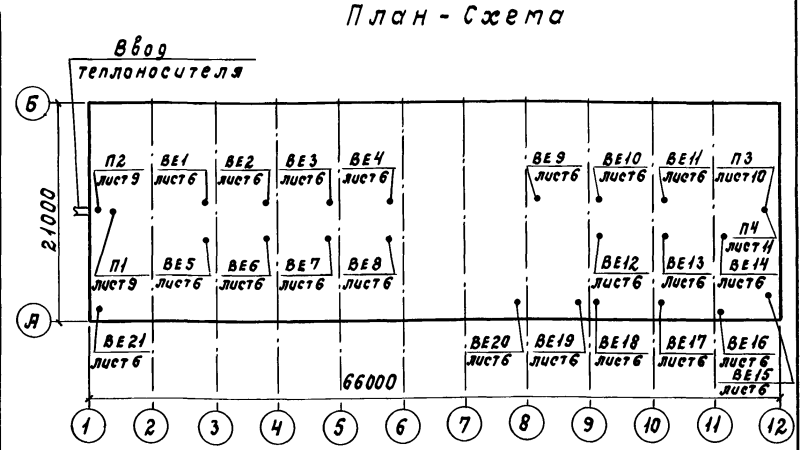 План - Схема
Ввод
теплоносителя
Б
П2
лист 9
ВЕ1
лист 6
ВЕ2
лист 6
ВЕ3
лист 6
ВЕ4
лист 6
ВЕ9
лист 6
ВЕ10
лист 6
ВЕ11
лист 6
П3
лист 10
21000
П4
лист 11
П1
лист 9
ВЕ5
лист 6
ВЕ6
лист 6
ВЕ7
лист 6
ВЕ8
лист 6
ВЕ12
лист 6
ВЕ13
лист 6
ВЕ14
лист 6
А
ВЕ21
лист 6
ВЕ20
лист 6
ВЕ19
лист 6
ВЕ18
лист 6
ВЕ17
лист 6
ВЕ16
лист 6
ВЕ15
лист 6
66000
1 2 3 4 5 6 7 8 9 10 11 12